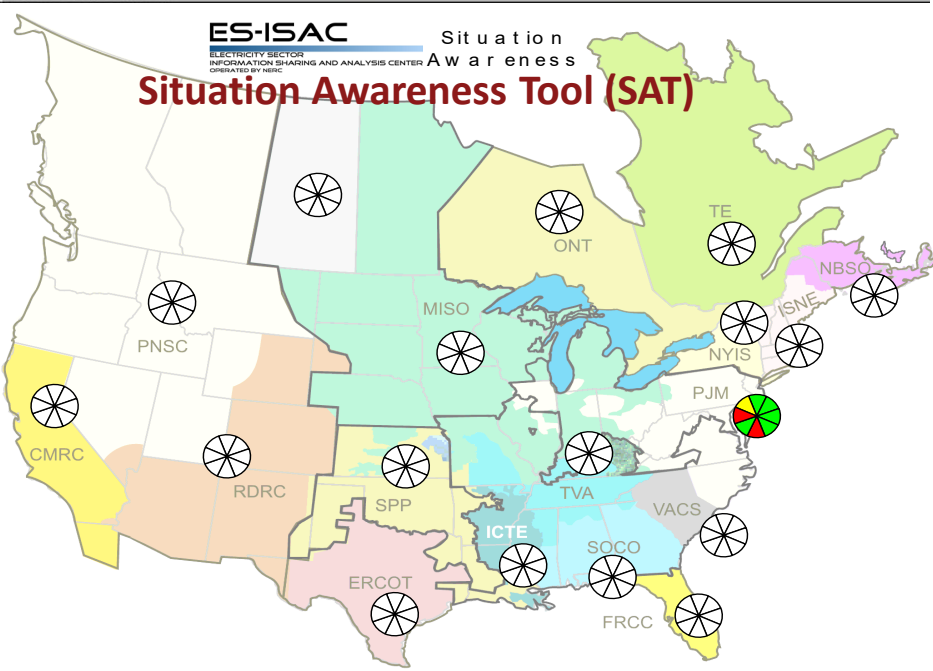 ES-ISAC
ELECTRICITY SECTOR
INFORMATION SHARING AND ANALYSIS CENTER
OPERATED BY NERC
Situation
Awareness
Situation Awareness Tool (SAT)
TE
ONT
NBSO
MISO
ISNE
PNSC
NYIS
PJM
CMRC
RDRC
SPP
TVA
VACS
ICTE
SOCO
ERCOT
FRCC